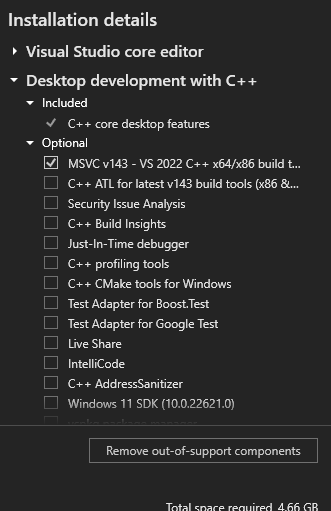 Installation details
Visual Studio core editor
Desktop development with C++
Included
C++ core desktop features
Optional
MSVC v143 - VS 2022 C++ x64/x86 build t...
C++ ATL for latest v143 build tools (x86 &...
Security Issue Analysis
C++ Build Insights
Just-In-Time debugger
C++ profiling tools
C++ CMake tools for Windows
Test Adapter for Boost.Test
Test Adapter for Google Test
Live Share
IntelliCode
C++ AddressSanitizer
Windows 11 SDK (10.0.22621.0)
Remove out-of-support components
Total space required 4.66 GB